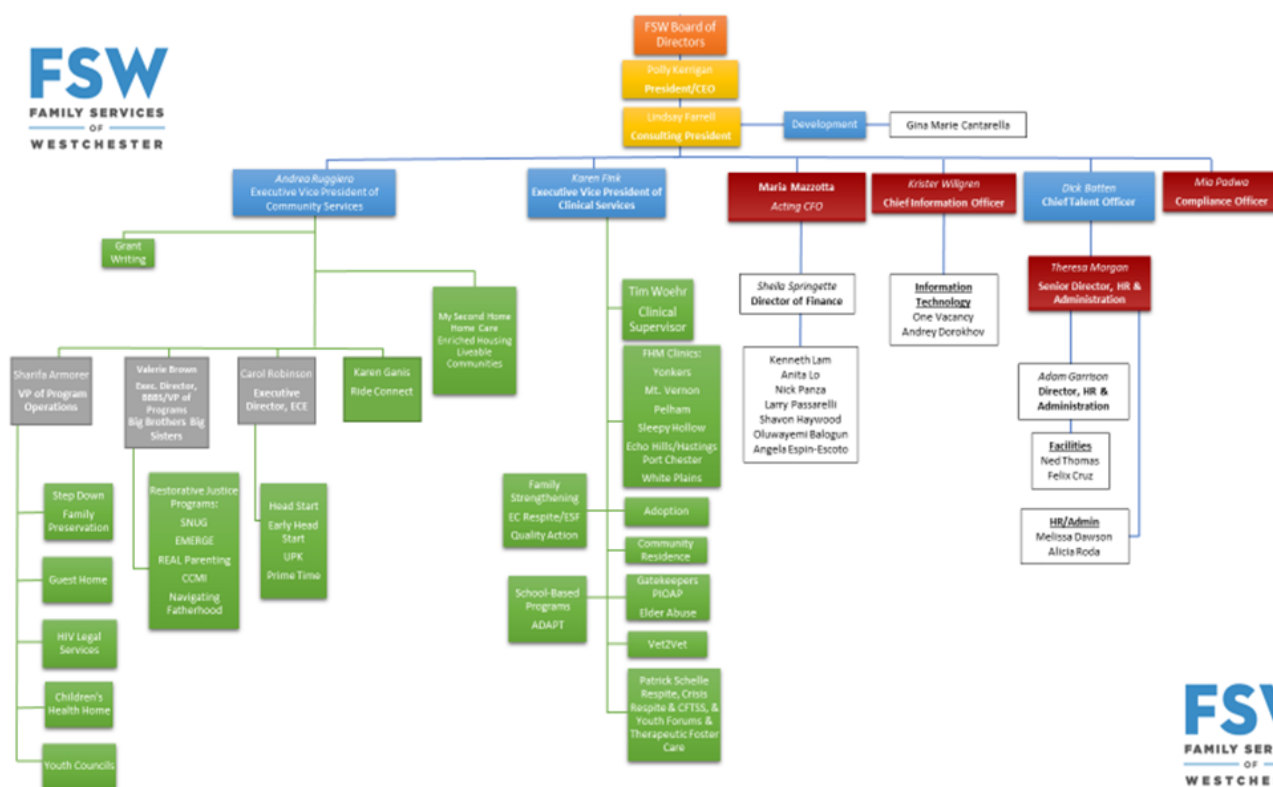 FSW
FAMILY SERVICES
OF
WESTCHESTER
FSW Board of
Directors
Polly Kerrigan
President/CEO
Lindsay Farrell
Consulting President
Development
Gina Marie Cantarella
Andrea Ruggiero
Executive Vice President of
Community Services
Karen Fink
Executive Vice President of
Clinical Services
Maria Mazzotta
Acting CFO
Krister Willgren
Chief Information Officer
Dick Batten
Chief Talent Officer
Mia Padwa
Compliance Officer
Grant
Writing
My Second Home
Home Care
Enriched Housing
Liveable
Communities
Sharifa Armorer
VP of Program
Operations
Valerie Brown
Exec. Director,
BBBS/VP of
Programs
Big Brothers Big
Sisters
Carol Robinson
Executive
Director, ECE
Karen Ganis
Ride Connect
Step Down
Family
Preservation
Guest Home
HIV Legal
Services
Children's
Health Home
Youth Councils
Restorative Justice
Programs:
SNUG
EMERGE
REAL Parenting
CCMI
Navigating
Fatherhood
Head Start
Early Head
Start
UPK
Prime Time
Tim Woehr
Clinical
Supervisor
FHM Clinics:
Yonkers
Mt. Vernon
Pelham
Sleepy Hollow
Echo Hills/Hastings
Port Chester
White Plains
Family
Strengthening
EC Respite/ESF
Quality Action
Adoption
Community
Residence
School-Based
Programs
ADAPT
Gatekeepers
PIOAP
Elder Abuse
Vet2Vet
Patrick Schelle
Respite, Crisis
Respite & CFTSS, &
Youth Forums &
Therapeutic Foster
Care
Sheila Springette
Director of Finance
Kenneth Lam
Anita Lo
Nick Panza
Larry Passarelli
Shavon Haywood
Oluwayemi Balogun
Angela Espin-Escoto
Information
Technology
One Vacancy
Andrey Dorokhov
Theresa Morgan
Senior Director, HR &
Administration
Adam Garrison
Director, HR &
Administration
Facilities
Ned Thomas
Felix Cruz
HR/Admin
Melissa Dawson
Alicia Roda
FSW
FAMILY SER
OF
WESTCHE